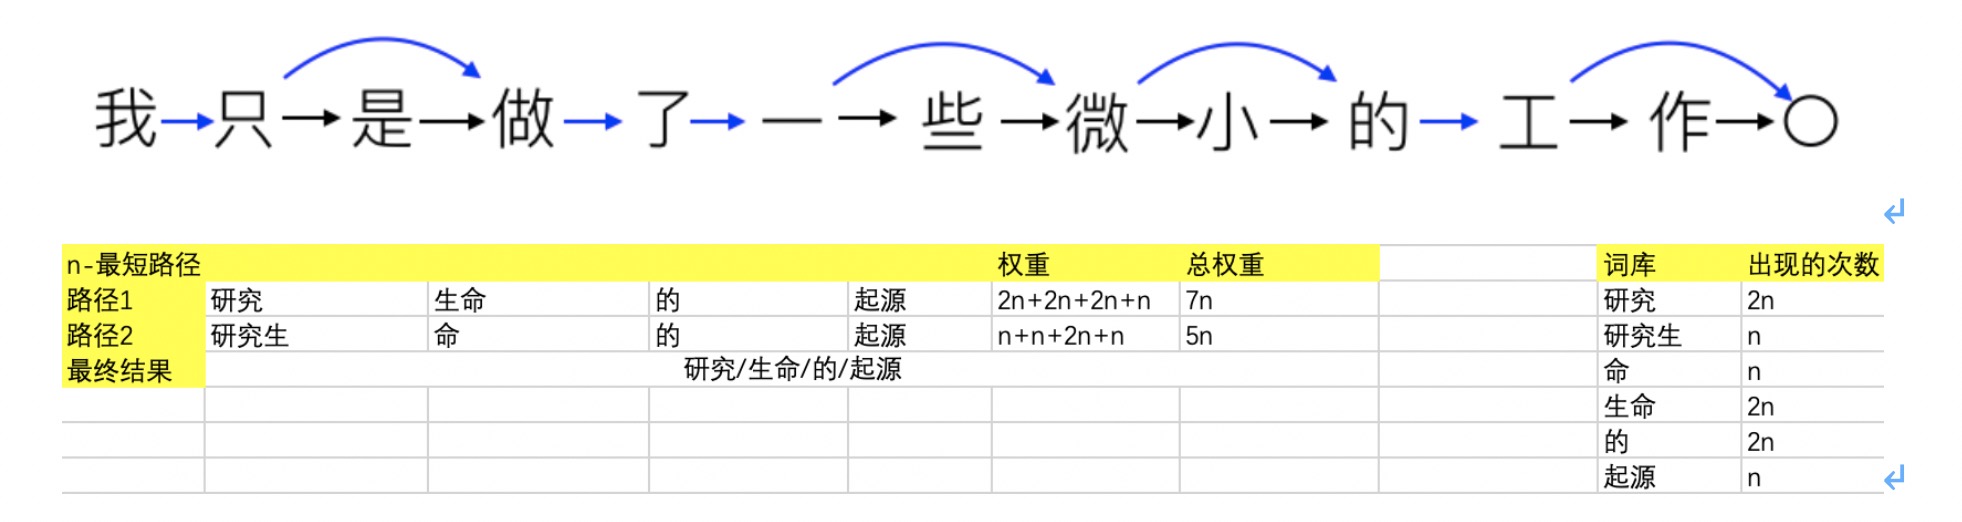 我只是做了一些微小的工作
n-最短路径 权重 总权重 词库 出现的次数
路径1 研究 生命 的 起源 2n+2n+2n+n 7n 研究 2n
路径2 研究生 命 的 起源 n+n+2n+n 5n 研究生 n
最终结果 研究/生命/的/起源 命 n
生命 2n
的 2n
起源 n